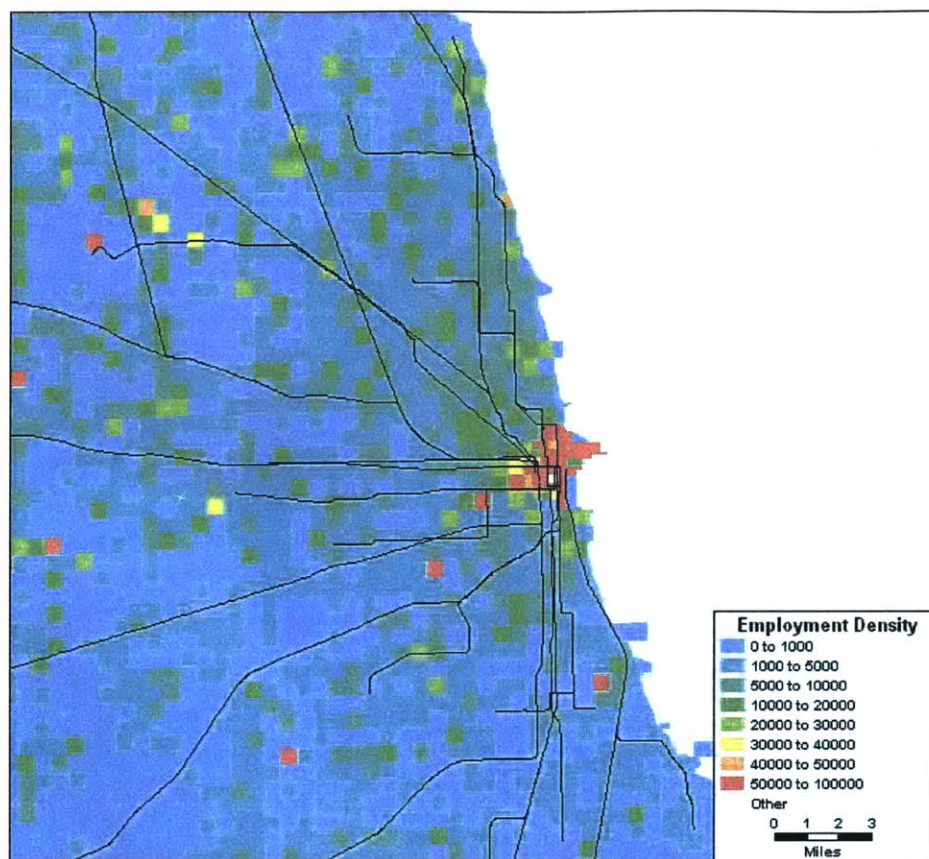 Employment Density
0 to 1000
1000 to 5000
5000 to 10000
10000 to 20000
20000 to 30000
30000 to 40000
40000 to 50000
50000 to 100000
Other
0 1 2 3
Miles